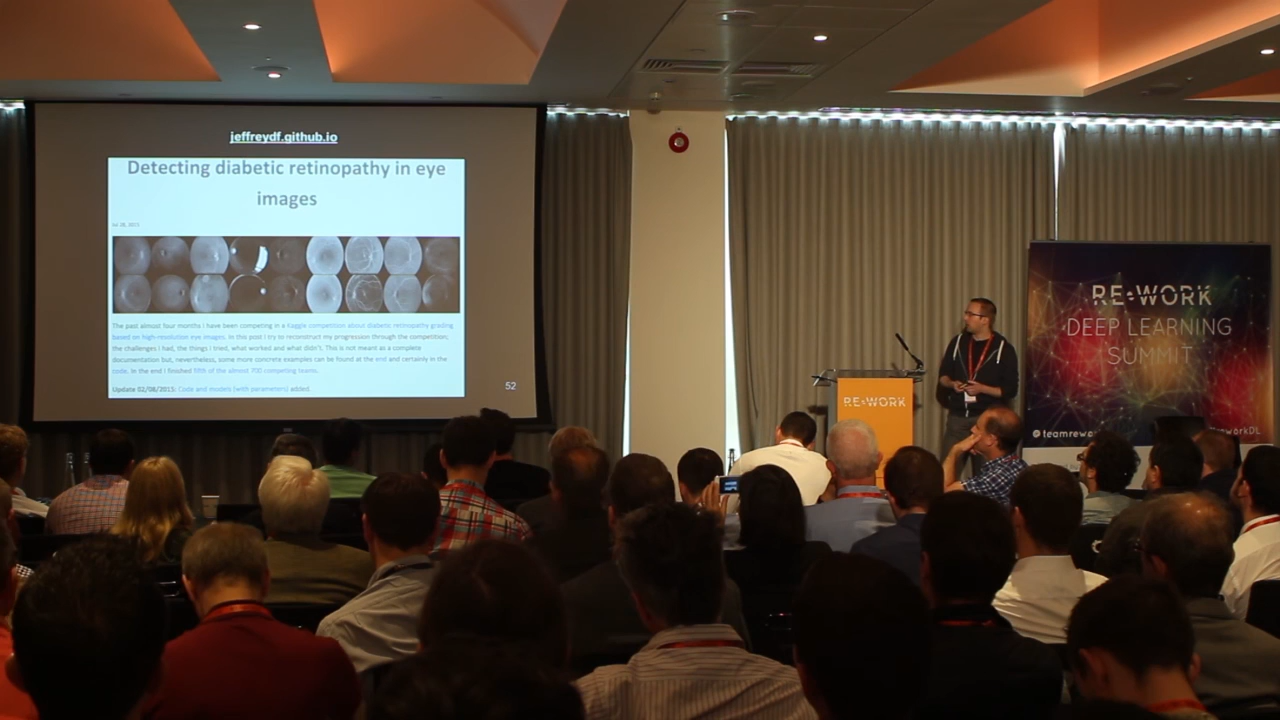 jeffreydf.github.io
Detecting diabetic retinopathy in eye
images
Jul 28, 2015
The past almost four months I have been competing in a Kaggle competition about diabetic retinopathy grading
based on high-resolution eye images. In this post I try to reconstruct my progression through the competition;
the challenges I had, the things I tried, what worked and what didn't. This is not meant as a complete
documentation but, nevertheless, some more concrete examples can be found at the end and certainly in the
code. In the end I finished fifth of the almost 700 competing teams.
Update 02/08/2015: Code and models (with parameters) added.
52
RE•WORK
RE•WORK
DEEP LEARNING
SUMMIT
@teamrewo
reworkDL